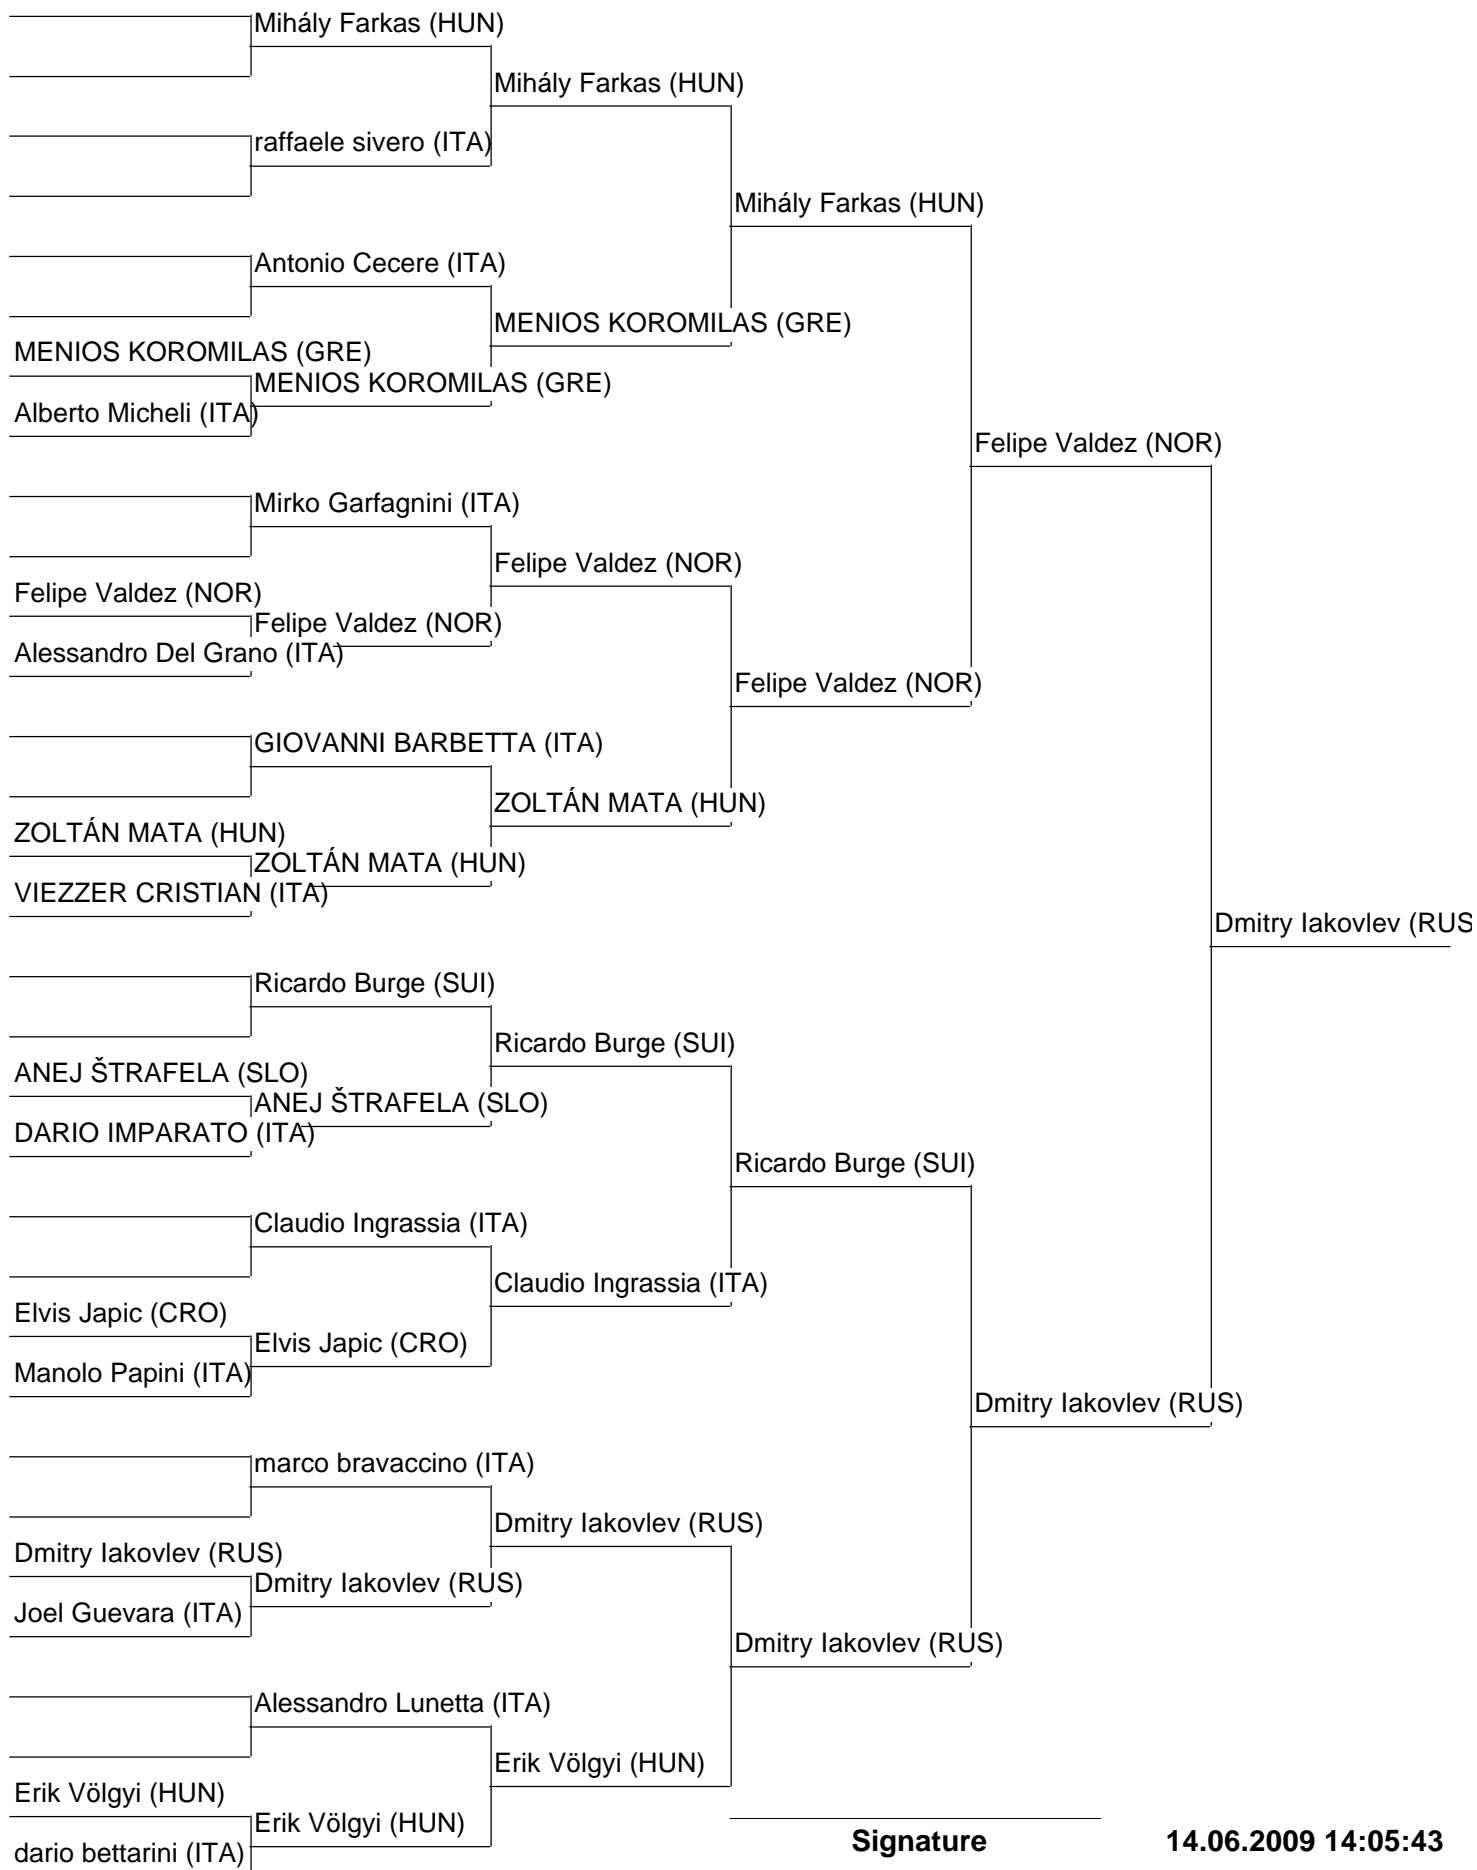 Mihály Farkas (HUN)
Mihály Farkas (HUN)
raffaele sivero (ITA)
Mihály Farkas (HUN)
Antonio Cecere (ITA)
MENIOS KOROMILAS (GRE)
MENIOS KOROMILAS (GRE)
MENIOS KOROMILAS (GRE)
Alberto Micheli (ITA)
Felipe Valdez (NOR)
Mirko Garfagnini (ITA)
Felipe Valdez (NOR)
Felipe Valdez (NOR)
Felipe Valdez (NOR)
Alessandro Del Grano (ITA)
Felipe Valdez (NOR)
GIOVANNI BARBETTA (ITA)
ZOLTÁN MATA (HUN)
ZOLTÁN MATA (HUN)
ZOLTÁN MATA (HUN)
VIEZZER CRISTIAN (ITA)
Dmitry Iakovlev (RUS
Ricardo Burge (SUI)
Ricardo Burge (SUI)
ANEJ ŠTRAFELA (SLO)
ANEJ ŠTRAFELA (SLO)
DARIO IMPARATO (ITA)
Ricardo Burge (SUI)
Claudio Ingrassia (ITA)
Claudio Ingrassia (ITA)
Elvis Japic (CRO)
Elvis Japic (CRO)
Manolo Papini (ITA)
Dmitry Iakovlev (RUS)
marco bravaccino (ITA)
Dmitry Iakovlev (RUS)
Dmitry Iakovlev (RUS)
Dmitry Iakovlev (RUS)
Joel Guevara (ITA)
Dmitry Iakovlev (RUS)
Alessandro Lunetta (ITA)
Erik Völgyi (HUN)
Erik Völgyi (HUN)
Erik Völgyi (HUN)
dario bettarini (ITA)
Signature 14.06.2009 14:05:43